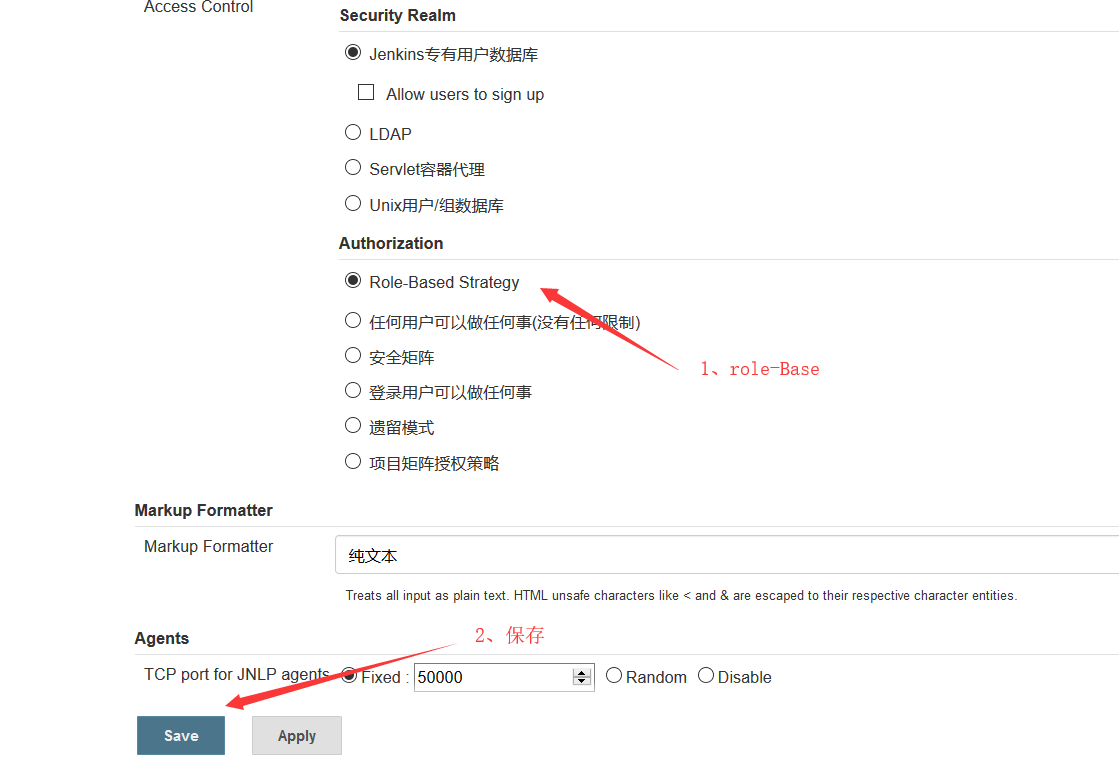 Access Control
Security Realm
Jenkins专有用户数据库
Allow users to sign up
LDAP
Servlet容器代理
Unix用户/组数据库
Authorization
Role-Based Strategy
任何用户可以做任何事(没有任何限制)
安全矩阵
1、role-Base
登录用户可以做任何事
遗留模式
项目矩阵授权策略
Markup Formatter
Markup Formatter
纯文本
Treats all input as plain text. HTML unsafe characters like < and & are escaped to their respective character entities.
2、保存
Agents
TCP port for JNLP agents Fixed : 50000 Random Disable
Save Apply